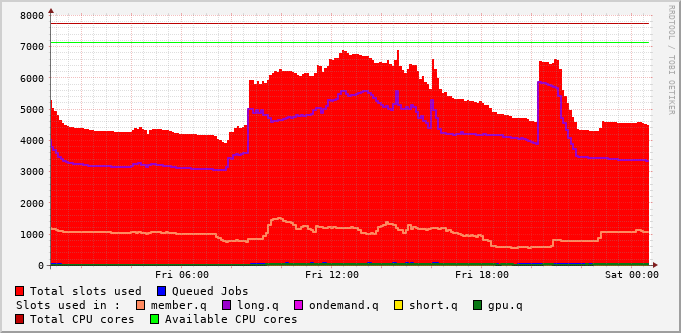 RRDTOOL / TOBI OETIKER
8000
7000
6000
5000
4000
3000
2000
1000
0
Fri 06:00 Fri 12:00 Fri 18:00 Sat 00:00
Total slots used Queued Jobs
Slots used in : member.q long.q ondemand.q short.q gpu.q
Total CPU cores Available CPU cores